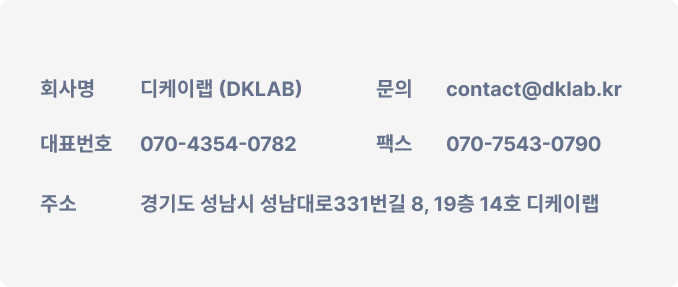 회사명 디케이랩 (DKLAB) 문의 contact@dklab.kr
대표번호 070-4354-0782 팩스 070-7543-0790
주소 경기도 성남시 성남대로331번길 8, 19층 14호 디케이랩